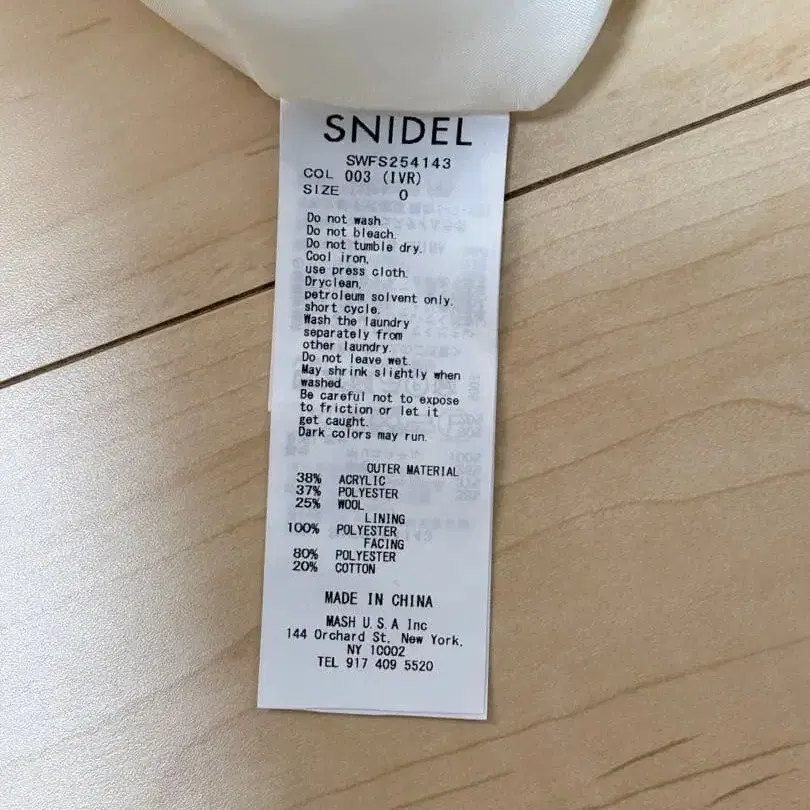 SNIDEL
SWFS254143
COL 003 (IVR)
SIZE 0
Do not wash.
Do not bleach.
Do not tumble dry.
Cool iron,
use press cloth.
Dryclean,
petroleum solvent only,
short cycle.
Wash the laundry
separately from
other laundry.
Do not leave wet.
May shrink slightly when
washed.
Be careful not to expose
to friction or let it
get caught.
Dark colors may run.
OUTER MATERIAL
38% ACRYLIC
37% POLYESTER
25% WOOL
LINING
100% POLYESTER
FACING
80% POLYESTER
20% COTTON
MADE IN CHINA
MASH U.S.A Inc
144 Orchard St, New York,
NY 10002
TEL 917 409 5520